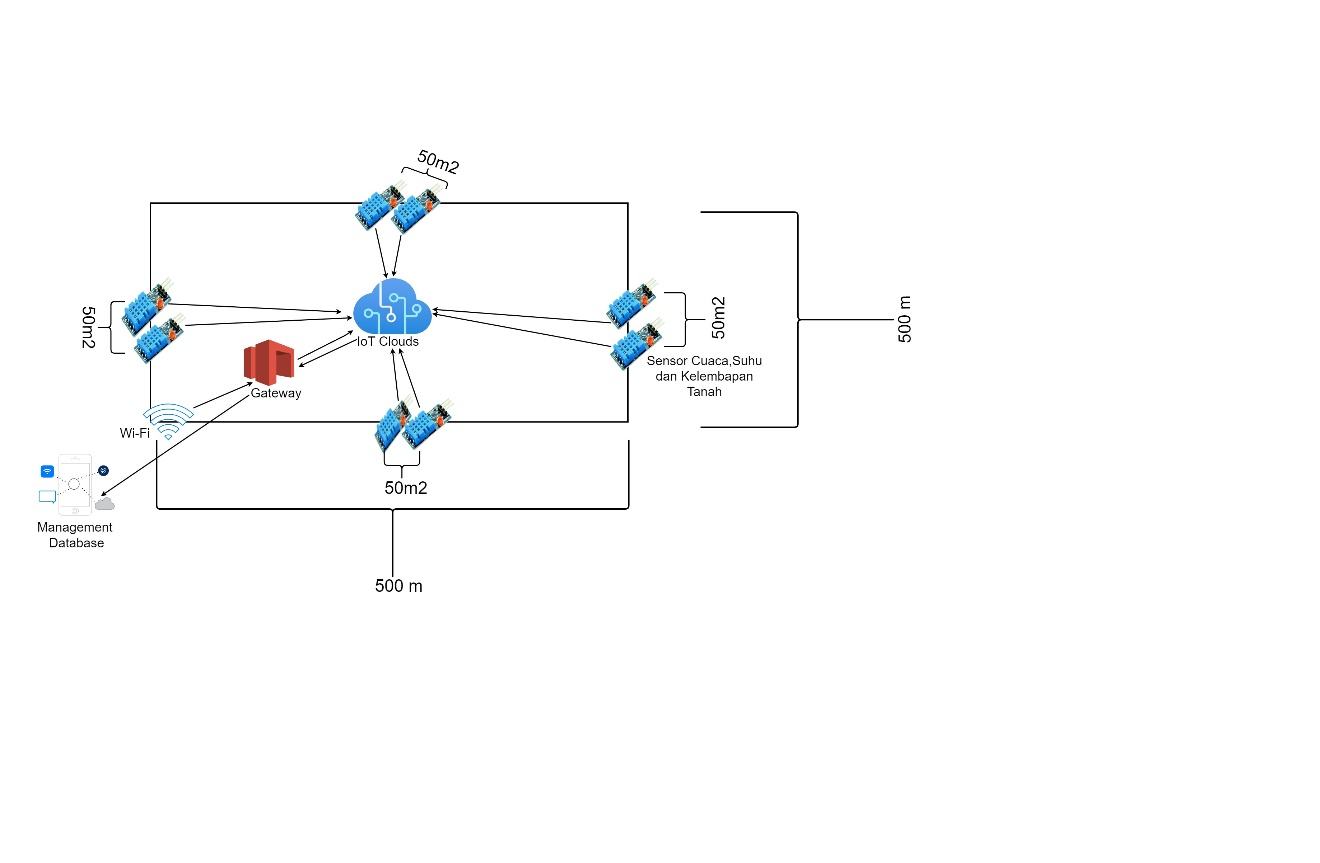 50m2
50m2
IoT Clouds
50m2
500 m
Sensor Cuaca,Suhu
dan Kelembapan
Tanah
Gateway
Wi-Fi
50m2
Management
Database
500 m